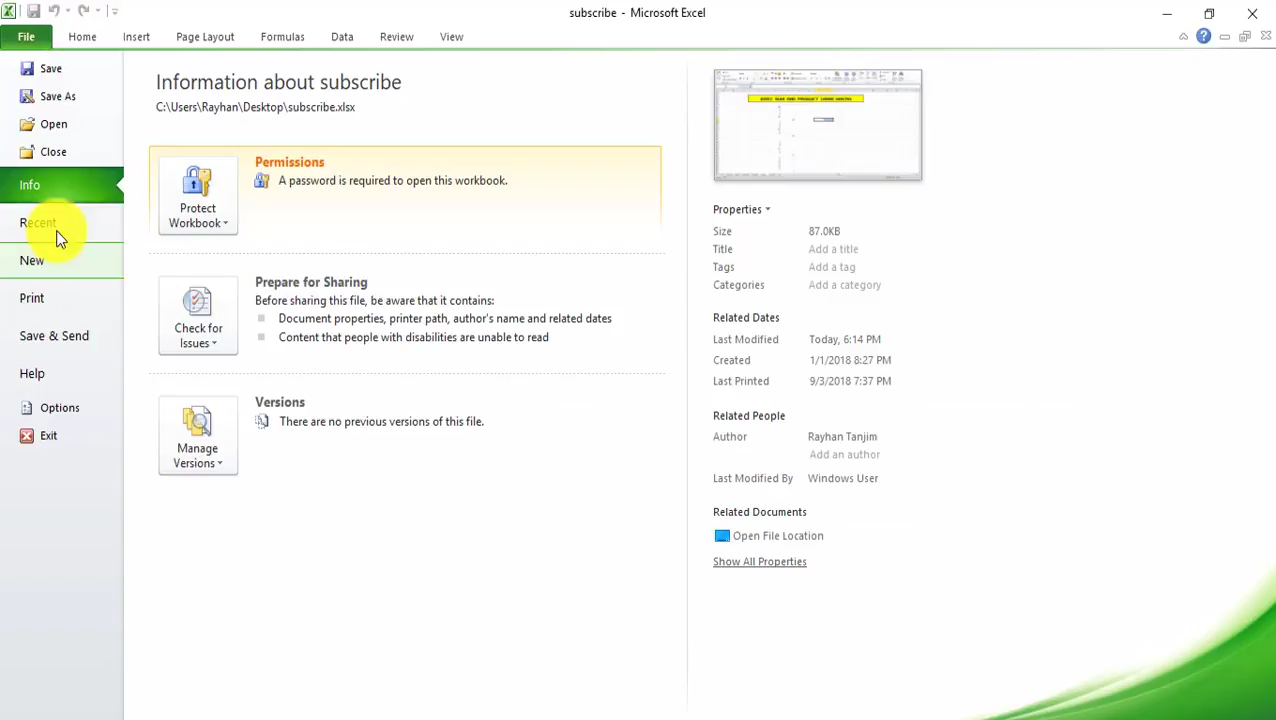 subscribe - Microsoft Excel
File Home Insert Page Layout Formulas Data Review View
Save
Save As
Open
Close
Info
Recent
New
Print
Save & Send
Help
Options
Exit
Information about subscribe
C:\Users\Rayhan\Desktop\subscribe.xlsx
Protect
Workbook
Permissions
A password is required to open this workbook.
Check for
Issues
Prepare for Sharing
Before sharing this file, be aware that it contains:
Document properties, printer path, author's name and related dates
Content that people with disabilities are unable to read
Manage
Versions
Versions
There are no previous versions of this file.
Properties
Size 87.0KB
Title Add a title
Tags Add a tag
Categories Add a category
Related Dates
Last Modified Today, 6:14 PM
Created 1/1/2018 8:27 PM
Last Printed 9/3/2018 7:37 PM
Related People
Author Rayhan Tanjim
Add an author
Last Modified By Windows User
Related Documents
Open File Location
Show All Properties